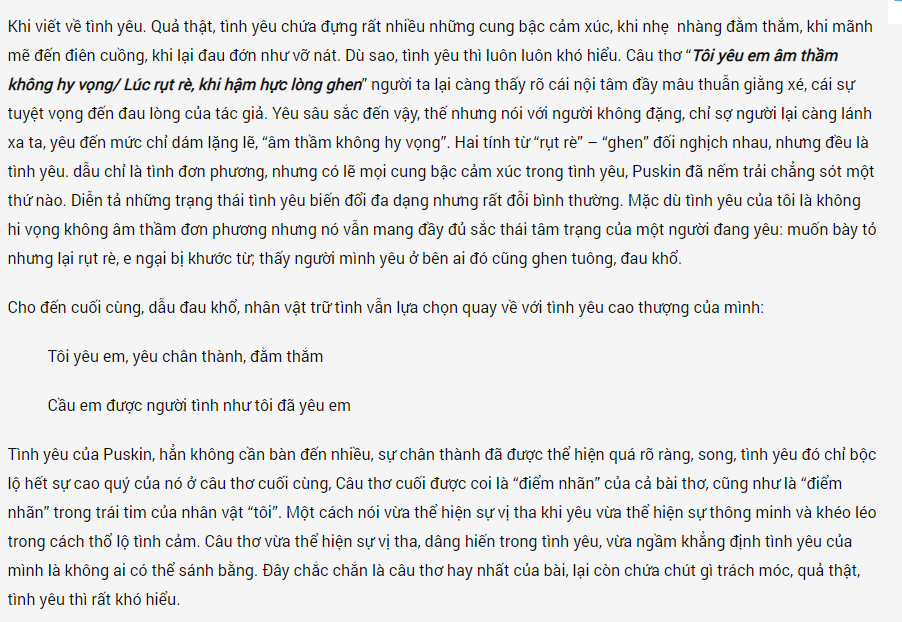 Khi viết về tình yêu. Quả thật, tình yêu chứa đựng rất nhiều những cung bậc cảm xúc, khi nhẹ  nhàng đằm thắm, khi mãnh
mẽ đến điên cuồng, khi lại đau đớn như vỡ nát. Dù sao, tình yêu thì luôn luôn khó hiểu. Câu thơ “Tôi yêu em âm thầm
không hy vọng/ Lúc rụt rè, khi hậm hực lòng ghen” người ta lại càng thấy rõ cái nội tâm đầy mâu thuẫn giằng xé, cái sự
tuyệt vọng đến đau lòng của tác giả. Yêu sâu sắc đến vậy, thế nhưng nói với người không đặng, chỉ sợ người lại càng lánh
xa ta, yêu đến mức chỉ dám lặng lẽ, “âm thầm không hy vọng”. Hai tính từ “rụt rè” – “ghen” đối nghịch nhau, nhưng đều là
tình yêu. dẫu chỉ là tình đơn phương, nhưng có lẽ mọi cung bậc cảm xúc trong tình yêu, Puskin đã nếm trải chẳng sót một
thứ nào. Diễn tả những trạng thái tình yêu biến đổi đa dạng nhưng rất đỗi bình thường. Mặc dù tình yêu của tôi là không
hi vọng không âm thầm đơn phương nhưng nó vẫn mang đầy đủ sắc thái tâm trạng của một người đang yêu: muốn bày tỏ
nhưng lại rụt rè, e ngại bị khước từ; thấy người mình yêu ở bên ai đó cũng ghen tuông, đau khổ.
Cho đến cuối cùng, dẫu đau khổ, nhân vật trữ tình vẫn lựa chọn quay về với tình yêu cao thượng của mình:
Tôi yêu em, yêu chân thành, đằm thắm
Cầu em được người tình như tôi đã yêu em
Tình yêu của Puskin, hẳn không cần bàn đến nhiều, sự chân thành đã được thể hiện quá rõ ràng, song, tình yêu đó chỉ bộc
lộ hết sự cao quý của nó ở câu thơ cuối cùng, Câu thơ cuối được coi là “điểm nhãn” của cả bài thơ, cũng như là “điểm
nhãn” trong trái tim của nhân vật “tôi”. Một cách nói vừa thể hiện sự vị tha khi yêu vừa thể hiện sự thông minh và khéo léo
trong cách thổ lộ tình cảm. Câu thơ vừa thể hiện sự vị tha, dâng hiến trong tình yêu, vừa ngầm khẳng định tình yêu của
mình là không ai có thể sánh bằng. Đây chắc chắn là câu thơ hay nhất của bài, lại còn chứa chút gì trách móc, quả thật,
tình yêu thì rất khó hiểu.